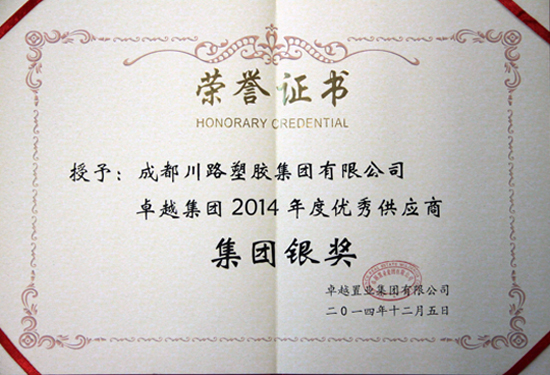 荣誉证书
HONORARY CREDENTIAL
授予：成都川路塑胶集团有限公司
卓越集团2014年度优秀供应商
集团银奖
卓越置业集团有限公司
二〇一四年十二月五日